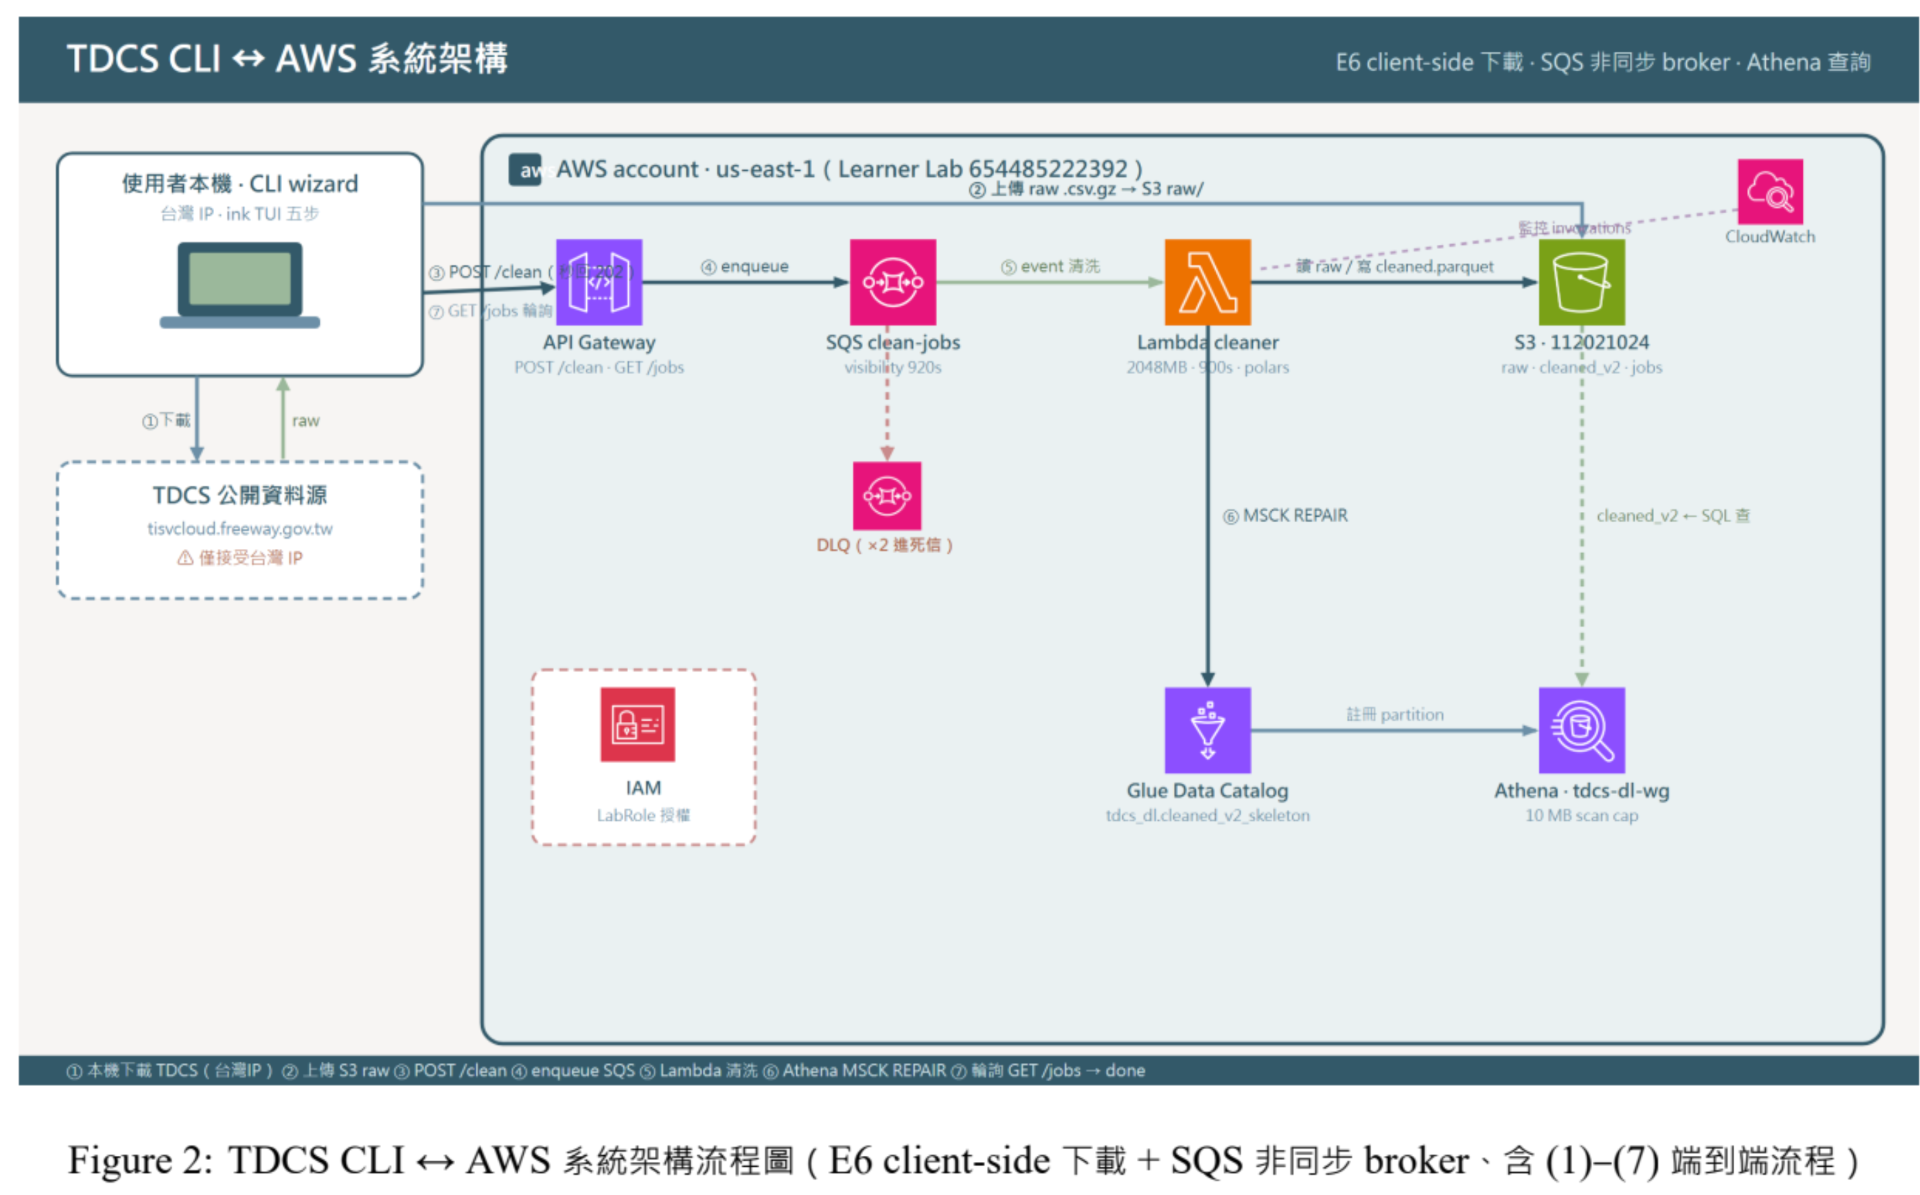 TDCS CLI ↔ AWS 系統架構
E6 client-side 下載 · SQS 非同步 broker · Athena 查詢
使用者本機 · CLI wizard
台灣 IP · ink TUI 五步
aws
AWS account · us-east-1 ( Learner Lab 654485222392 )
② 上傳 raw .csv.gz → S3 raw/
監控 invocations
CloudWatch
③ POST /clean ( 秒回 202 )
④ enqueue
⑤ event 清洗
讀 raw / 寫 cleaned.parquet
⑦ GET /jobs 輪詢
API Gateway
POST /clean · GET /jobs
SQS clean-jobs
visibility 920s
Lambda cleaner
2048MB · 900s · polars
S3 · 112021024
raw · cleaned_v2 · jobs
①下載
raw
TDCS 公開資料源
tisvcloud.freeway.gov.tw
⚠ 僅接受台灣 IP
DLQ ( ×2 進死信 )
⑥ MSCK REPAIR
cleaned_v2 ← SQL 查
IAM
LabRole 授權
註冊 partition
Glue Data Catalog
tdcs_dl.cleaned_v2_skeleton
Athena · tdcs-dl-wg
10 MB scan cap
① 本機下載 TDCS ( 台灣IP ) ② 上傳 S3 raw ③ POST /clean ④ enqueue SQS ⑤ Lambda 清洗 ⑥ Athena MSCK REPAIR ⑦ 輪詢 GET /jobs → done
Figure 2: TDCS CLI ↔ AWS 系統架構流程圖 ( E6 client-side 下載 + SQS 非同步 broker、含 (1)–(7) 端到端流程 )